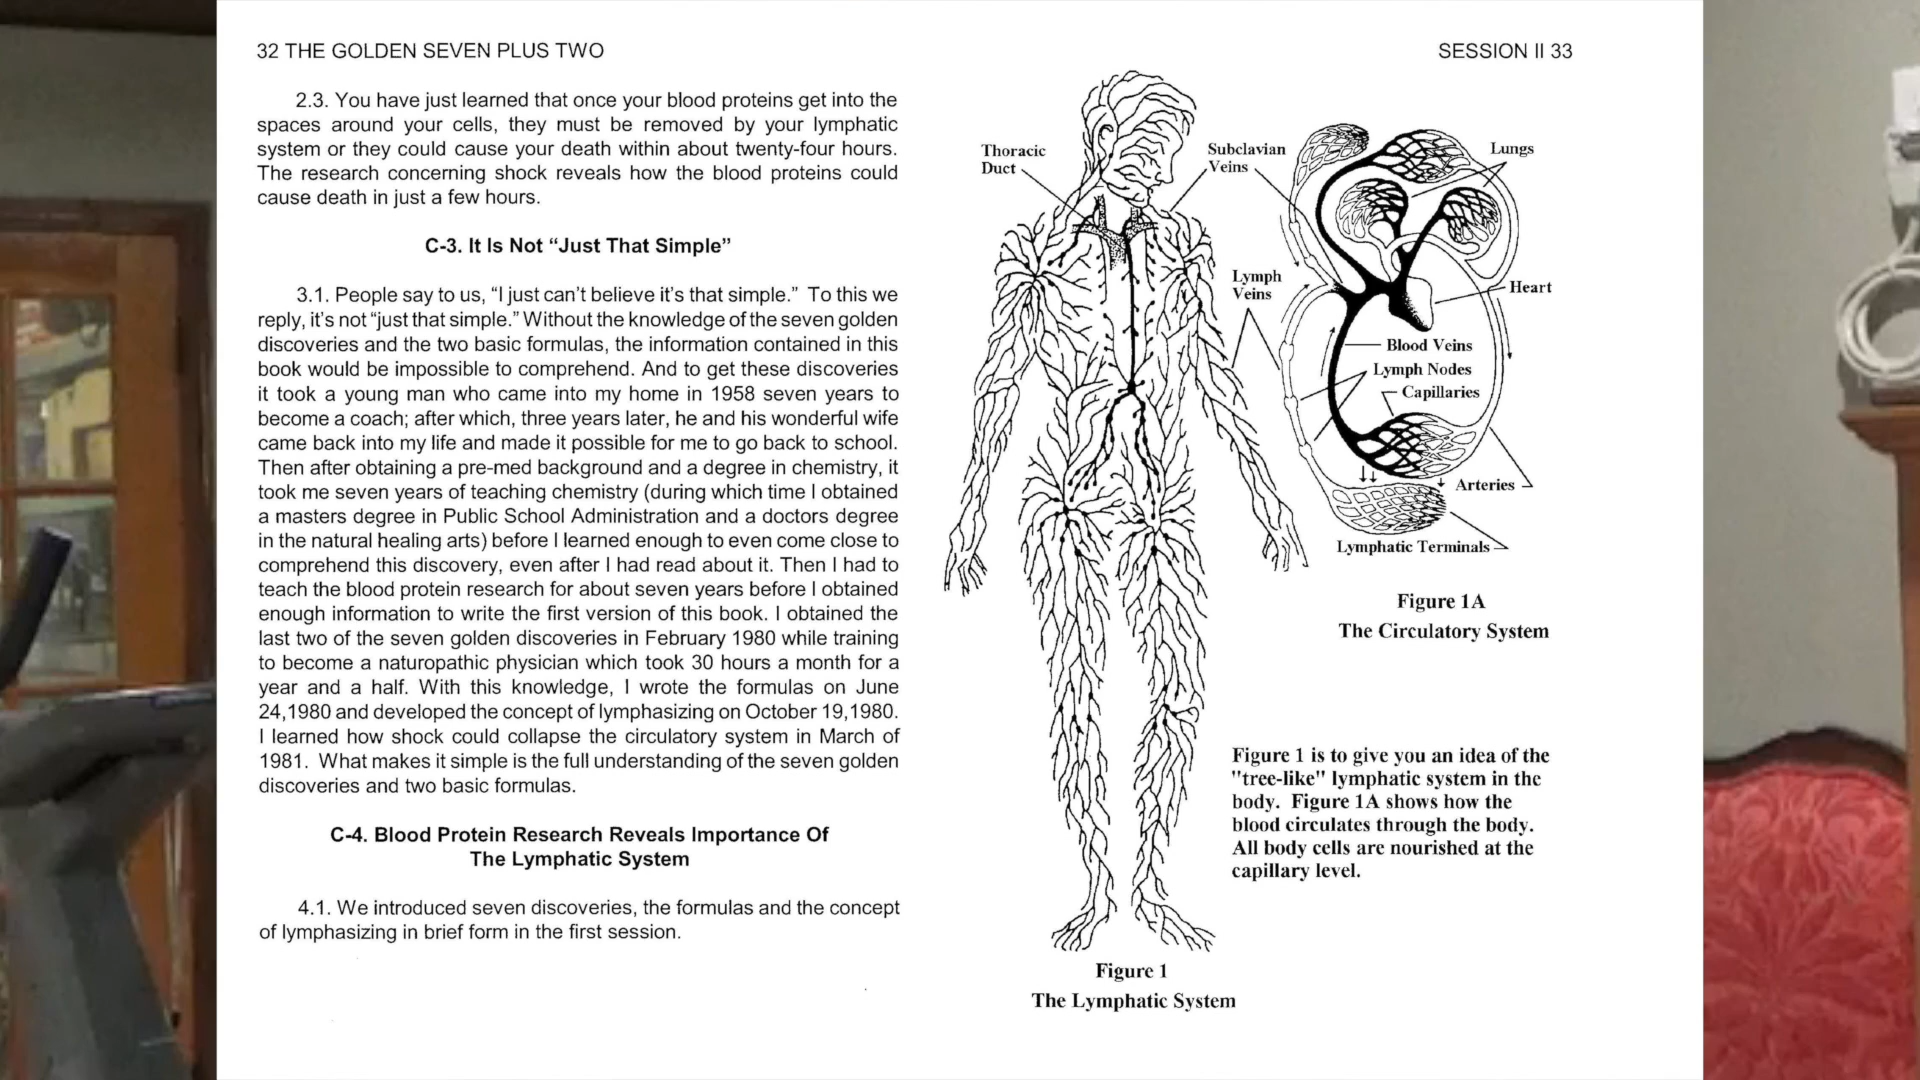 32 THE GOLDEN SEVEN PLUS TWO
2.3. You have just learned that once your blood proteins get into the
spaces around your cells, they must be removed by your lymphatic
system or they could cause your death within about twenty-four hours.
The research concerning shock reveals how the blood proteins could
cause death in just a few hours.
C-3. It Is Not “Just That Simple”
3.1. People say to us, “I just can’t believe it’s that simple.” To this we
reply, it’s not “just that simple.” Without the knowledge of the seven golden
discoveries and the two basic formulas, the information contained in this
book would be impossible to comprehend. And to get these discoveries
it took a young man who came into my home in 1958 seven years to
become a coach; after which, three years later, he and his wonderful wife
came back into my life and made it possible for me to go back to school.
Then after obtaining a pre-med background and a degree in chemistry, it
took me seven years of teaching chemistry (during which time I obtained
a masters degree in Public School Administration and a doctors degree
in the natural healing arts) before I learned enough to even come close to
comprehend this discovery, even after I had read about it. Then I had to
teach the blood protein research for about seven years before I obtained
enough information to write the first version of this book. I obtained the
last two of the seven golden discoveries in February 1980 while training
to become a naturopathic physician which took 30 hours a month for a
year and a half. With this knowledge, I wrote the formulas on June
24,1980 and developed the concept of lymphasizing on October 19,1980.
I learned how shock could collapse the circulatory system in March of
1981. What makes it simple is the full understanding of the seven golden
discoveries and two basic formulas.
C-4. Blood Protein Research Reveals Importance Of
The Lymphatic System
4.1. We introduced seven discoveries, the formulas and the concept
of lymphasizing in brief form in the first session.
SESSION II 33
Thoracic
Duct
Subclavian
Veins
Lungs
Lymph
Veins
Heart
Blood Veins
Lymph Nodes
Capillaries
Arteries
Lymphatic Terminals
Figure 1A
The Circulatory System
Figure 1 is to give you an idea of the
"tree-like" lymphatic system in the
body. Figure 1A shows how the
blood circulates through the body.
All body cells are nourished at the
capillary level.
Figure 1
The Lymphatic System